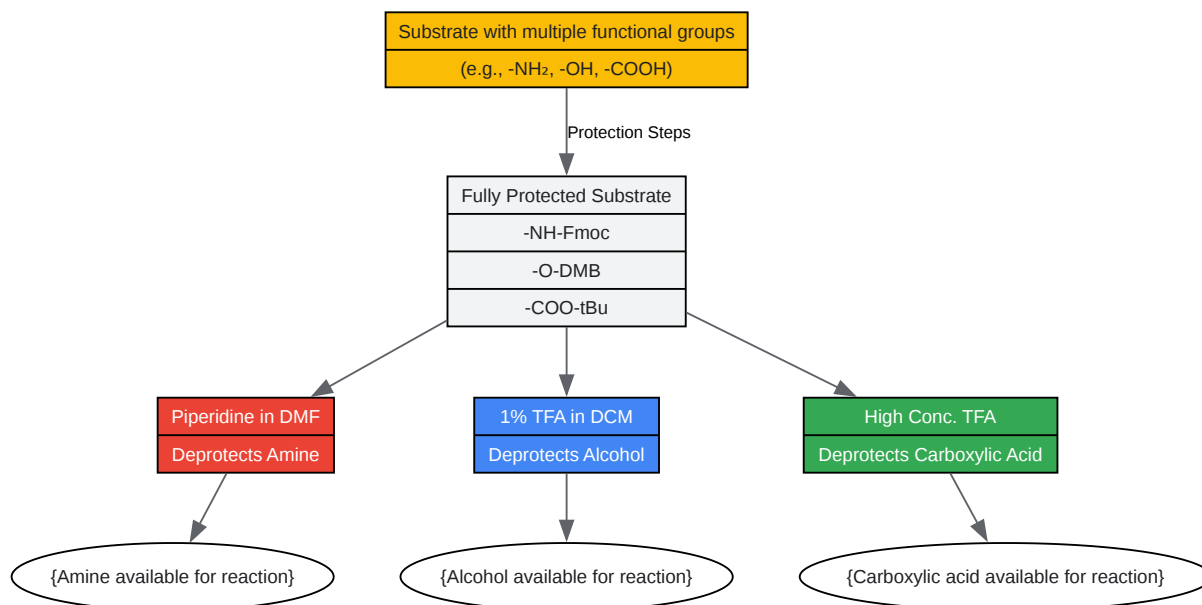 Substrate with multiple functional groups
(e.g., -NH₂, -OH, -COOH)
Protection Steps
Fully Protected Substrate
-NH-Fmoc
-O-DMB
-COO-tBu
Piperidine in DMF
Deprotects Amine
1% TFA in DCM
Deprotects Alcohol
High Conc. TFA
Deprotects Carboxylic Acid
{Amine available for reaction}
{Alcohol available for reaction}
{Carboxylic acid available for reaction}